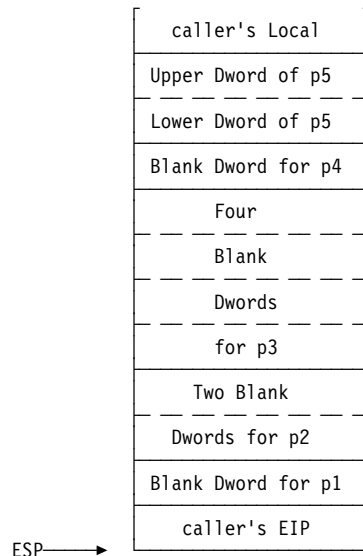 caller's Local
Upper Dword of p5
Lower Dword of p5
Blank Dword for p4
Four
Blank
Dwords
for p3
Two Blank
Dwords for p2
Blank Dword for p1
caller's EIP
ESP